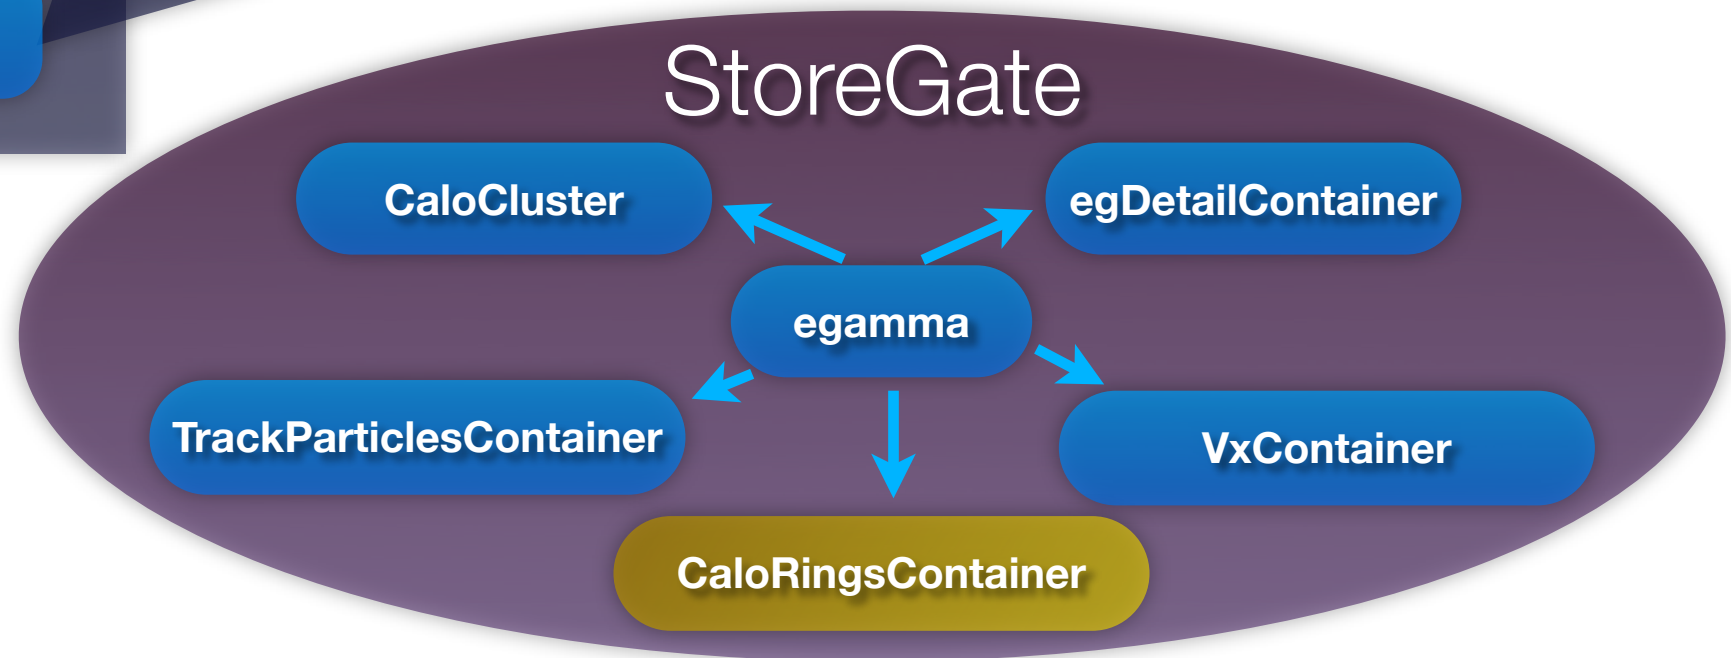 StoreGate
CaloCluster
egDetailContainer
egamma
TrackParticlesContainer
VxContainer
CaloRingsContainer